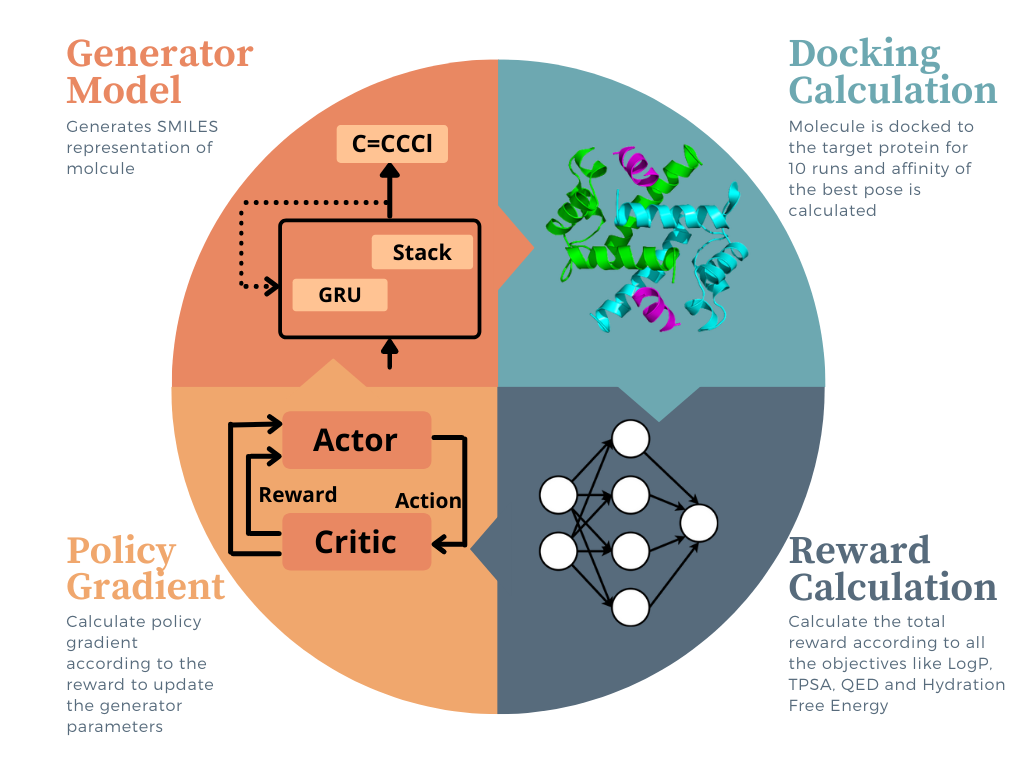 Generator
Model
Generates SMILES
representation of
molcule
Docking
Calculation
Molecule is docked to
the target protein for
10 runs and affinity of
the best pose is
calculated
C=CCCl
Stack
GRU
Actor
Reward
Action
Critic
Policy
Gradient
Calculate policy
gradient
according to the
reward to update
the generator
parameters
Reward
Calculation
Calculate the total
reward according to all
the objectives like LogP,
TPSA, QED and Hydration
Free Energy